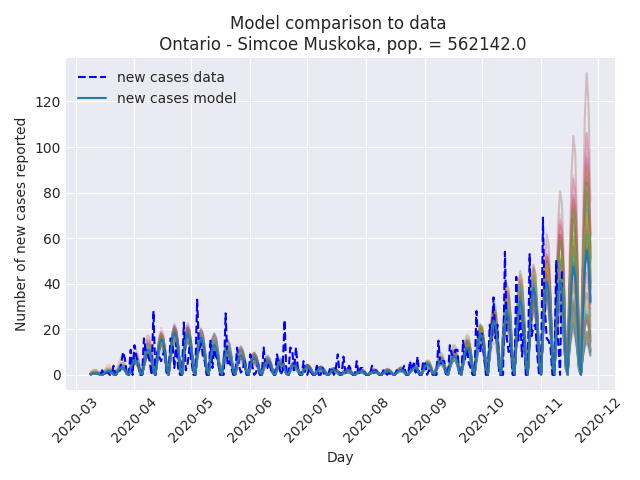 Model comparison to data
Ontario - Simcoe Muskoka, pop. = 562142.0
new cases data
new cases model
Number of new cases reported
120
100
80
60
40
20
0
2020-03
2020-04
2020-05
2020-06
2020-07
2020-08
2020-09
2020-10
2020-11
2020-12
Day